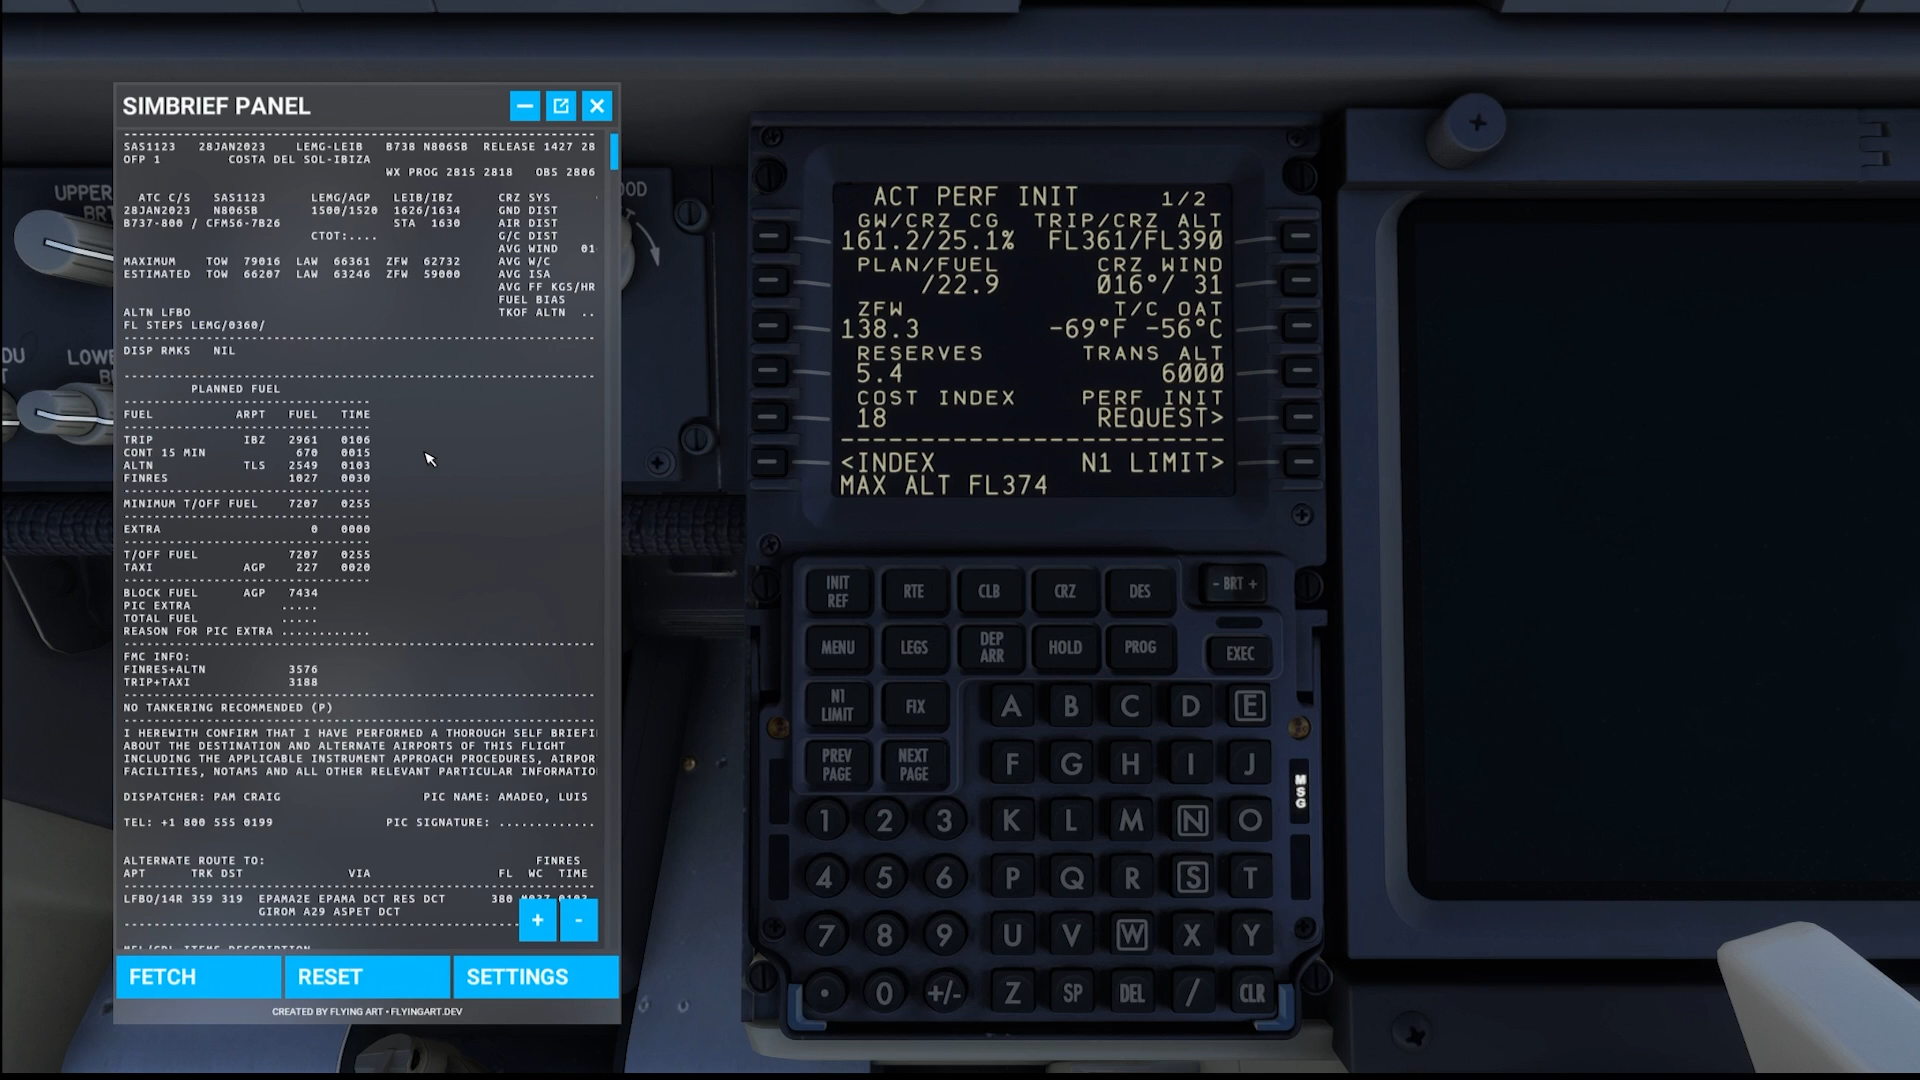 SIMBRIEF PANEL
SAS1123 28JAN2023 LEMG-LEIB B738 N806SB RELEASE 1427 28
OFP 1 COSTA DEL SOL-IBIZA
WX PROG 2815 2818 OBS 2806
ATC C/S SAS1123 LEMG/AGP LEIB/IBZ CRZ SYS
28JAN2023 N806SB 1500/1520 1626/1634 GND DIST
B737-800 / CFM56-7B26 STA 1630 AIR DIST
CTOT:.... G/C DIST
AVG WIND 01
MAXIMUM TOW 79016 LAW 66361 ZFW 62732 AVG W/C
ESTIMATED TOW 66207 LAW 63246 ZFW 59000 AVG ISA
AVG FF KGS/HR
FUEL BIAS
ALTN LFBO TKOF ALTN ..
FL STEPS LEMG/0360/
DISP RMKS NIL
PLANNED FUEL
FUEL ARPT FUEL TIME
TRIP IBZ 2961 0106
CONT 15 MIN 670 0015
ALTN TLS 2549 0103
FINRES 1027 0030
MINIMUM T/OFF FUEL 7207 0255
EXTRA 0 0000
T/OFF FUEL 7207 0255
TAXI AGP 227 0020
BLOCK FUEL AGP 7434
PIC EXTRA .....
TOTAL FUEL .....
REASON FOR PIC EXTRA ............
FMC INFO:
FINRES+ALTN 3576
TRIP+TAXI 3188
NO TANKERING RECOMMENDED (P)
I HEREWITH CONFIRM THAT I HAVE PERFORMED A THOROUGH SELF BRIEFI
ABOUT THE DESTINATION AND ALTERNATE AIRPORTS OF THIS FLIGHT
INCLUDING THE APPLICABLE INSTRUMENT APPROACH PROCEDURES, AIRPOR
FACILITIES, NOTAMS AND ALL OTHER RELEVANT PARTICULAR INFORMATIO
DISPATCHER: PAM CRAIG PIC NAME: AMADEO, LUIS
TEL: +1 800 555 0199 PIC SIGNATURE: .............
ALTERNATE ROUTE TO: FINRES
APT TRK DST VIA FL WC TIME
LFBO/14R 359 319 EPAMA2E EPAMA DCT RES DCT 380
GIROM A29 ASPET DCT
+ -
FETCH RESET SETTINGS
CREATED BY FLYING ART • FLYINGART.DEV
UPPER
BRT
LOWE
ACT PERF INIT 1/2
GW/CRZ CG TRIP/CRZ ALT
161.2/25.1% FL361/FL390
PLAN/FUEL CRZ WIND
/22.9 016°/ 31
ZFW T/C OAT
138.3 -69°F -56°C
RESERVES TRANS ALT
5.4 6000
COST INDEX PERF INIT
18 REQUEST>
<INDEX N1 LIMIT>
MAX ALT FL374
INIT REF RTE CLB CRZ DES - BRT +
MENU LEGS DEP ARR HOLD PROG EXEC
N1 LIMIT FIX A B C D E
PREV PAGE NEXT PAGE F G H I J
MSG
1 2 3 K L M N O
4 5 6 P Q R S T
7 8 9 U V W X Y
. 0 +/- Z SP DEL / CLR